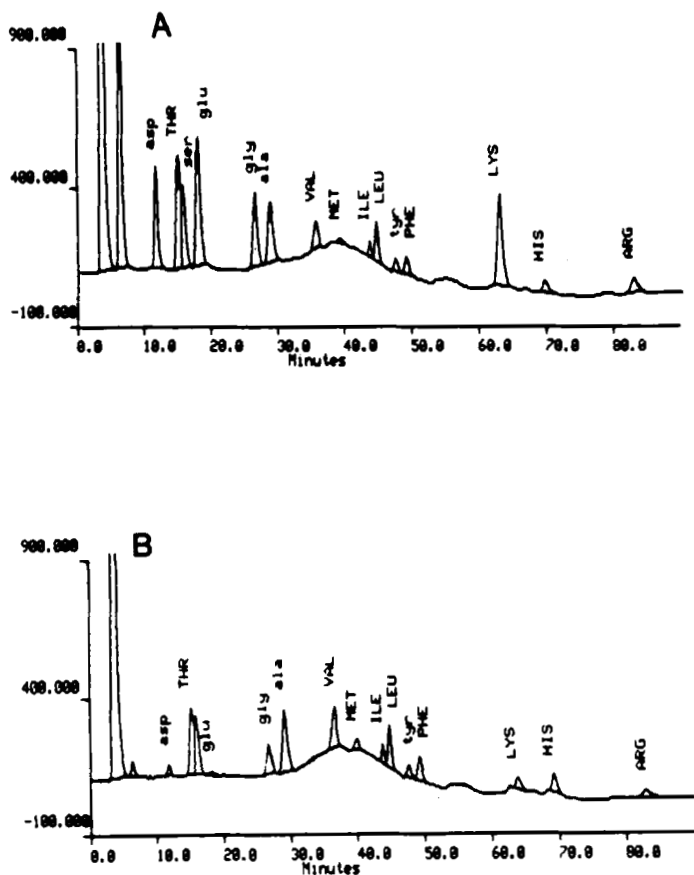 A
900.000
400.000
-100.000
asp
THR
ser
glu
gly
ala
VAL
MET
ILE
LEU
tyr
PHE
LYS
HIS
ARG
0.0 10.0 20.0 30.0 40.0 50.0 60.0 70.0 80.0
Minutes
B
900.000
400.000
-100.000
asp
THR
glu
gly
ala
VAL
MET
ILE
LEU
tyr
PHE
LYS
HIS
ARG
0.0 10.0 20.0 30.0 40.0 50.0 60.0 70.0 80.0
Minutes